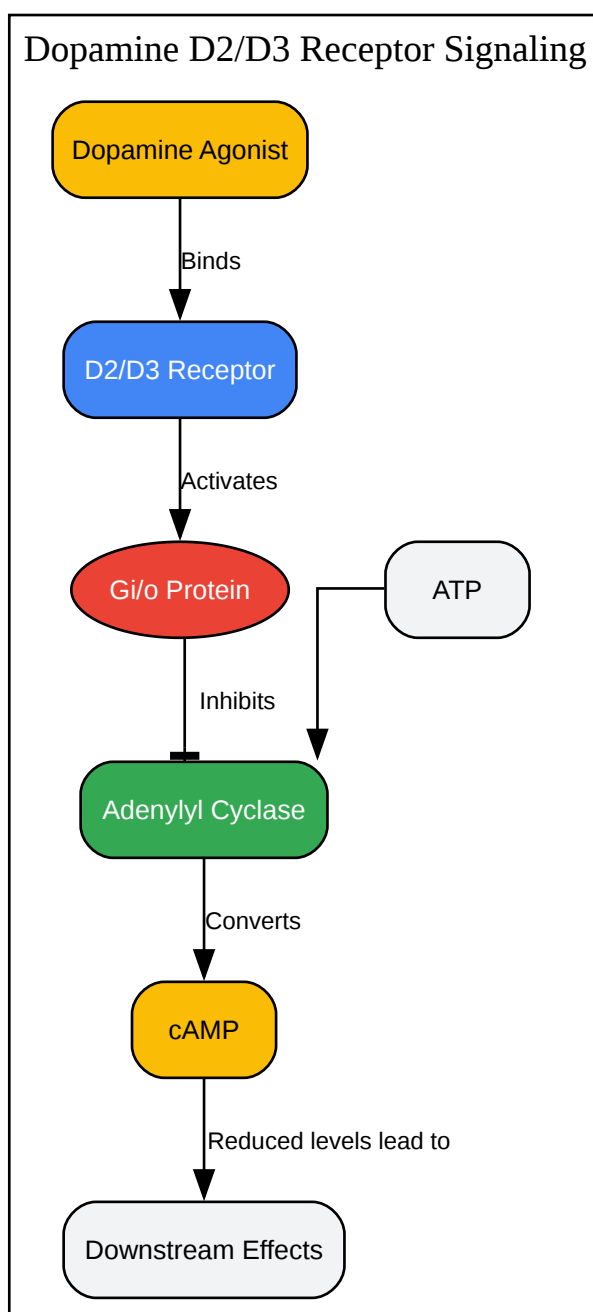 Dopamine D2/D3 Receptor Signaling
Dopamine Agonist
Binds
D2/D3 Receptor
Activates
Gi/o Protein
ATP
Inhibits
Adenylyl Cyclase
Converts
cAMP
Reduced levels lead to
Downstream Effects